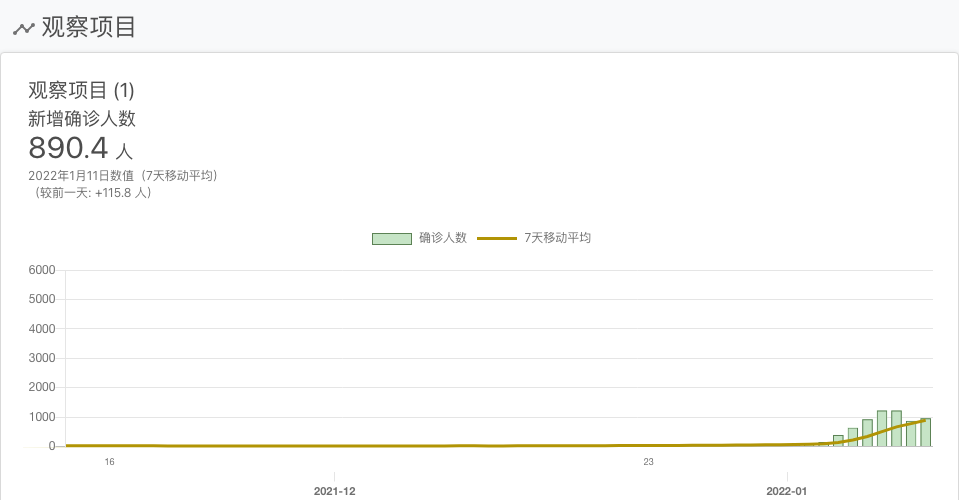 观察项目
观察项目 (1)
新增确诊人数
890.4 人
2022年1月11日数值（7天移动平均）
（较前一天: +115.8 人）
确诊人数 7天移动平均
6000
5000
4000
3000
2000
1000
0
16 23
2021-12 2022-01